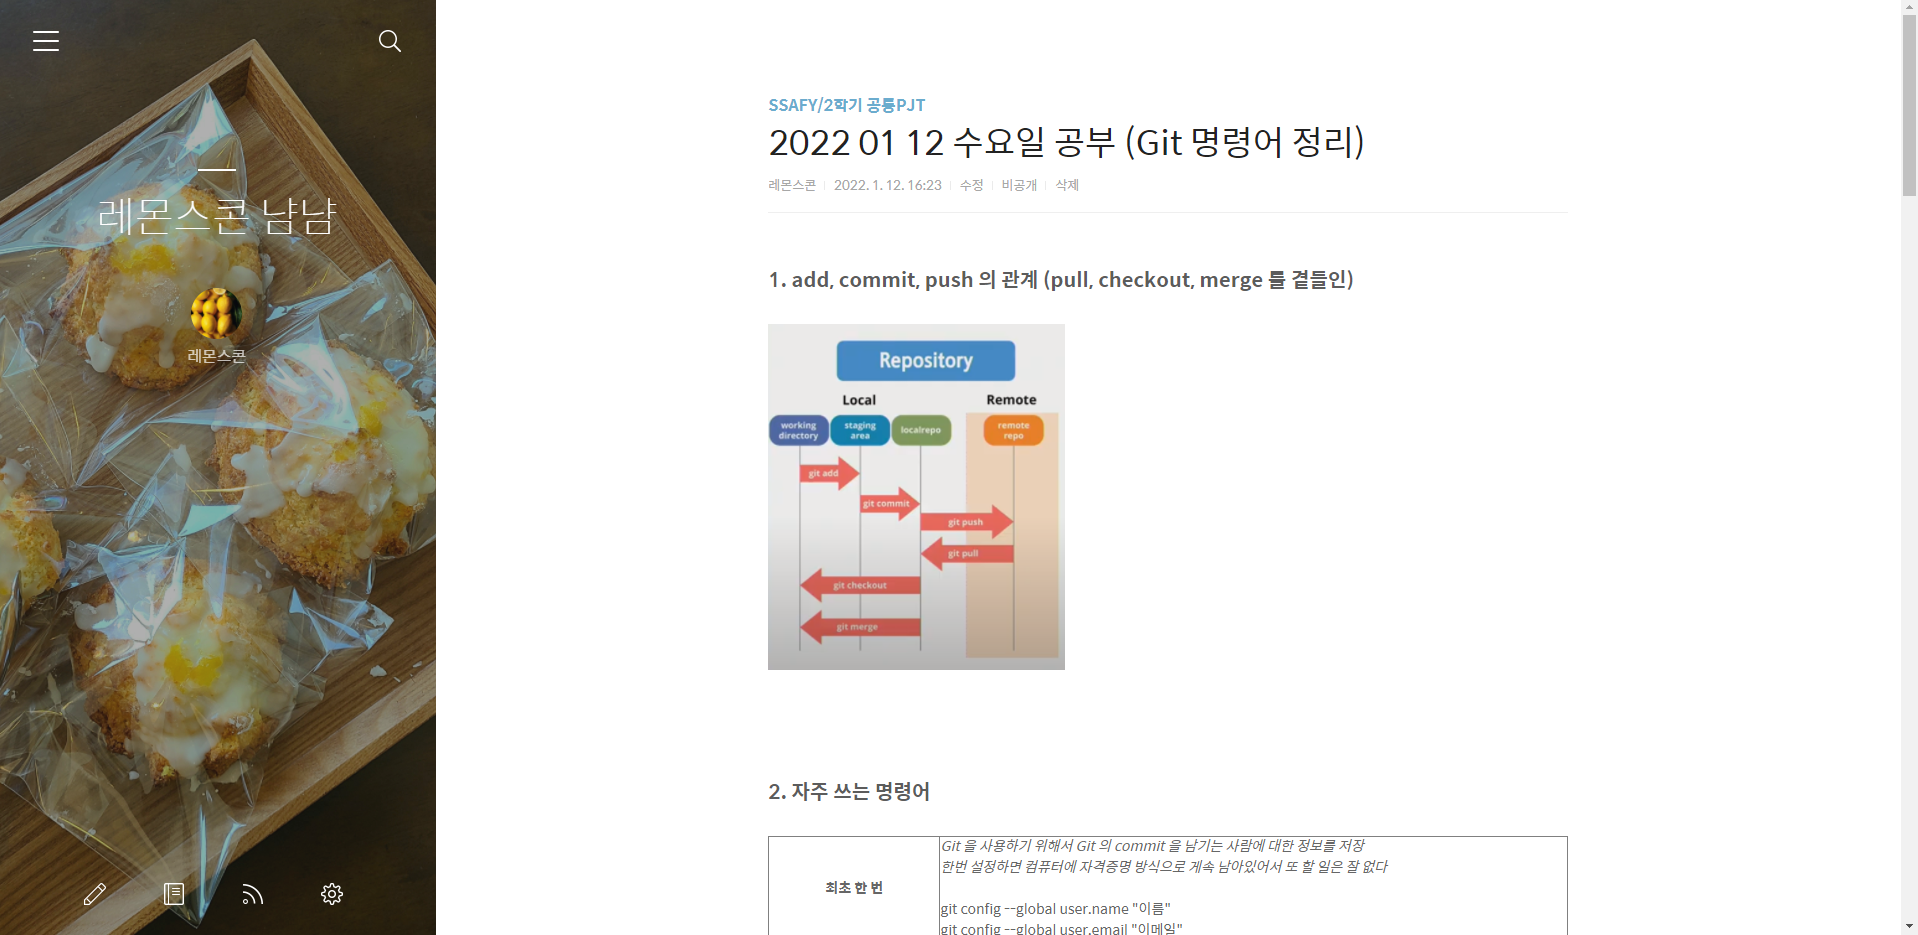 레몬스콘 냠냠
레몬스콘
SSAFY/2학기 공통PJT
2022 01 12 수요일 공부 (Git 명령어 정리)
레몬스콘 2022. 1. 12. 16:23 수정 비공개 삭제
1. add, commit, push 의 관계 (pull, checkout, merge 를 곁들인)
Repository
Local Remote
working directory staging area localrepo remote repo
git add
git commit
git push
git pull
git checkout
git merge
2. 자주 쓰는 명령어
최초 한 번
Git 을 사용하기 위해서 Git 의 commit 을 남기는 사람에 대한 정보를 저장
한번 설정하면 컴퓨터에 자격증명 방식으로 게속 남아있어서 또 할 일은 잘 없다
git config --global user.name "이름"
git config --global user.email "이메일"